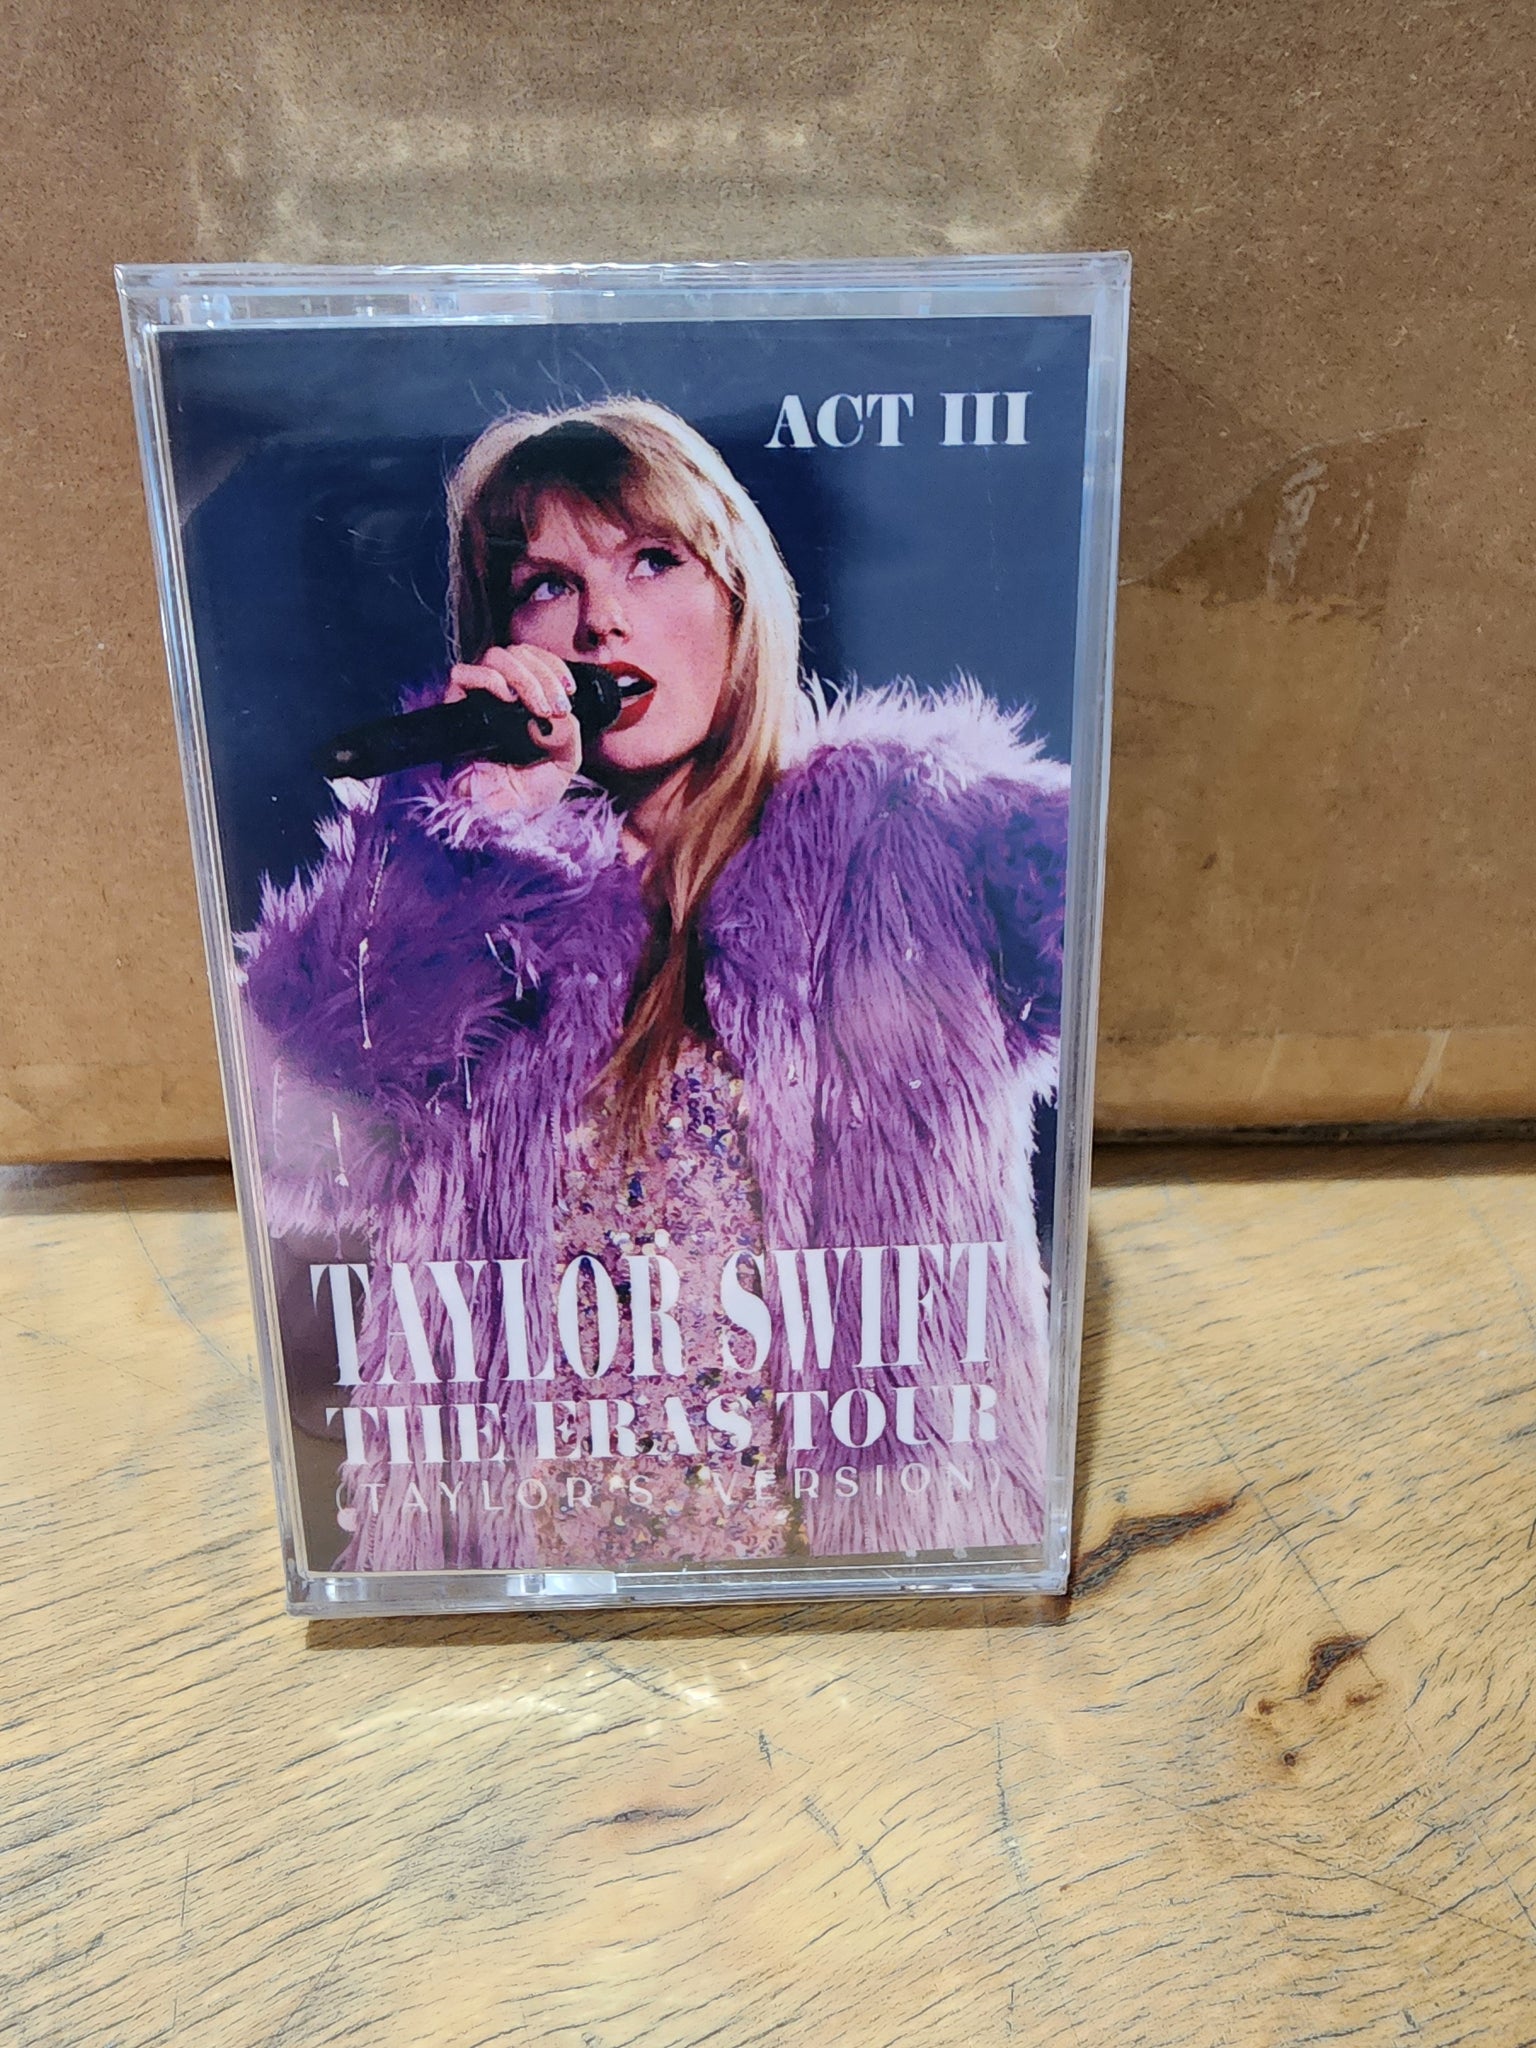 ACT III
TAYLOR SWIFT
THE ERAS TOUR
(TAYLOR'S VERSION)